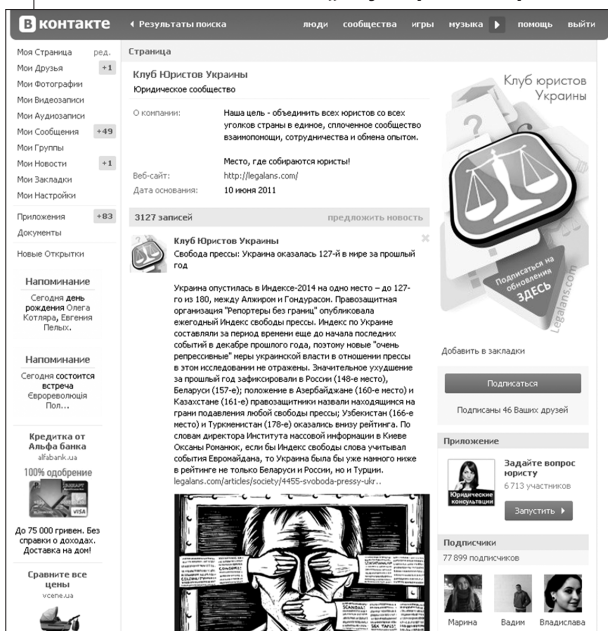 В контакте
Результаты поиска
люди сообщества игры музыка помощь выйти
Моя Страница ред.
Мои Друзья +1
Мои Фотографии
Мои Видеозаписи
Мои Аудиозаписи
Мои Сообщения +49
Мои Группы
Мои Новости +1
Мои Закладки
Мои Настройки
Приложения +83
Документы
Новые Открытки
Напоминание
Сегодня день
рождения Олега
Котляра, Евгения
Пелых.
Напоминание
Сегодня состоится
встреча
Євророволюція
Пол...
Кредитка от
Альфа банка
alfabank.ua
100% одобрение
До 75 000 гривен. Без
справки о доходах.
Доставка на дом!
Сравните все
цены
vcene.ua
Страница
Клуб Юристов Украины
Юридическое сообщество
О компании: Наша цель - объединить всех юристов со всех
уголков страны в единое, сплоченное сообщество
взаимопомощи, сотрудничества и обмена опытом.
Место, где собираются юристы!
Веб-сайт: http://legalans.com/
Дата основания: 10 июня 2011
3127 записей предложить новость
Клуб Юристов Украины
Свобода прессы: Украина оказалась 127-й в мире за прошлый
год
Украина опустилась в Индексе-2014 на одно место – до 127-
го из 180, между Алжиром и Гондурасом. Правозащитная
организация "Репортеры без границ" опубликовала
ежегодный Индекс свободы прессы. Индекс по Украине
составляли за период времени еще до начала последних
событий в декабре прошлого года, поэтому новые "очень
репрессивные" меры украинской власти в отношении прессы
в этом исследовании не отражены. Значительное ухудшение
за прошлый год зафиксировали в России (148-е место),
Беларуси (157-е); положение в Азербайджане (160-е место) и
Казахстане (161-е) правозащитники назвали находящимся на
грани подавления любой свободы прессы; Узбекистан (166-е
место) и Туркменистан (178-е) оказались внизу рейтинга. По
словам директора Института массовой информации в Киеве
Оксаны Романюк, если бы Индекс свободы слова учитывал
события Евромайдана, то Украина была бы уже намного ниже
в рейтинге не только Беларуси и России, но и Турции.
legalans.com/articles/society/4455-svoboda-pressy-ukr..
Клуб юристов
Украины
Подписаться на
обновления
ЗДЕСЬ
Legalans.com
Добавить в закладки
Подписаться
Подписаны 46 Ваших друзей
Приложение
Юридические
консультации
Задайте вопрос
юристу
6 713 участников
Запустить
Подписчики
77 899 подписчиков
Марина Вадим Владислава